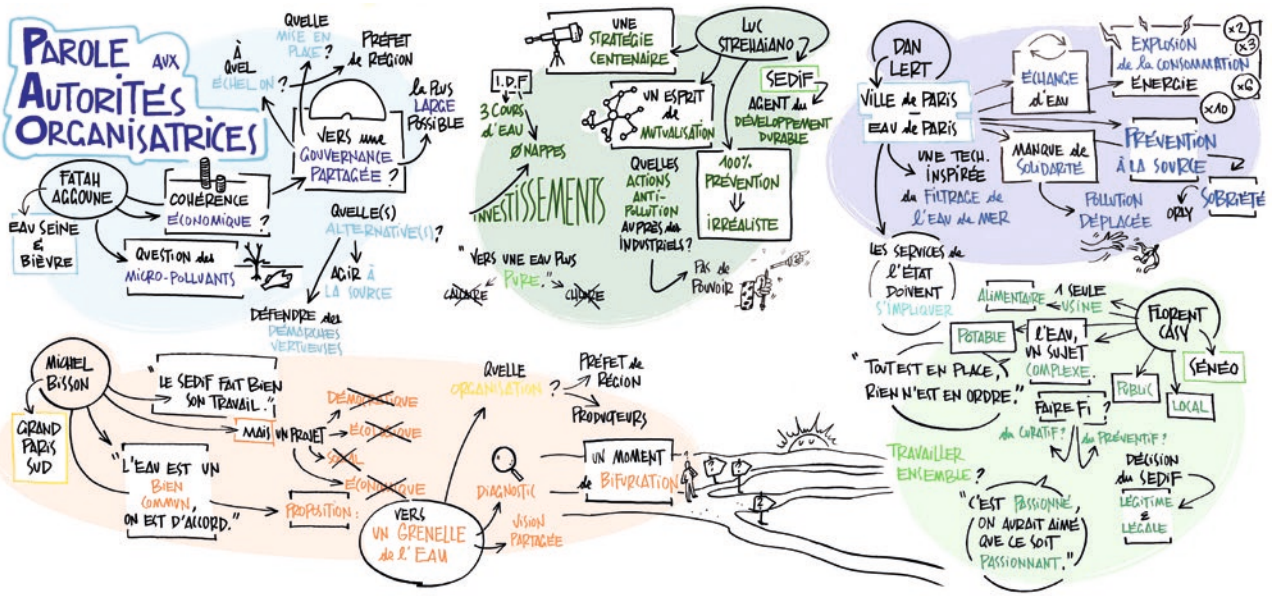 PAROLE AUX
AUTORITÉS
ORGANISATRICES
FATAH
AGGOUNE
EAU SEINE
&
BIÈVRE
COHÉRENCE
ÉCONOMIQUE ?
QUESTION des
MICRO-POLLUANTS
À
QUEL
ÉCHELON ?
QUELLE
MISE EN
PLACE ?
PRÉFET
DE RÉGION
la PLUS
LARGE
POSSIBLE
VERS une
GOUVERNANCE
PARTAGÉE ?
QUELLE(S)
ALTERNATIVE(S) ?
AGIR À
LA SOURCE
DÉFENDRE des
DÉMARCHES
VERTUEUSES
LUC
STREHAIANO
SEDIF
AGENT du
DÉVELOPPEMENT
DURABLE
UNE
STRATÉGIE
CENTENAIRE
UN ESPRIT
de
MUTUALISATION
I.D.F
3 COURS
D'EAU
Ø NAPPES
INVESTISSEMENTS
"VERS UNE EAU PLUS
PURE."
CALCAIRE
CHLORE
QUELLES
ACTIONS
ANTI-
POLLUTION
AUPRÈS des
INDUSTRIELS ?
PAS de
POUVOIR
100%
PRÉVENTION
IRRÉALISTE
DAN
LERT
VILLE de PARIS
-
EAU de PARIS
ÉCHANGE
d'EAU
EXPLOSION
de la CONSOMMATION
ÉNERGIE
x2
x3
x6
x10
UNE TECH.
INSPIRÉE
du FILTRAGE de
l'EAU de MER
MANQUE de
SOLIDARITÉ
POLLUTION
DÉPLACÉE
PRÉVENTION
À LA SOURCE
ORLY
SOBRIÉTÉ
LES SERVICES de
l'ÉTAT
DOIVENT
S'IMPLIQUER
MICHEL
BISSON
GRAND
PARIS
SUD
"LE SEDIF FAIT BIEN
SON TRAVAIL."
MAIS UN PROJET
DÉMOCRATIQUE
ÉCOLOGIQUE
SOCIAL
ÉCONOMIQUE
"L'EAU EST UN
BIEN
COMMUN,
ON EST D'ACCORD."
PROPOSITION :
VERS
UN GRENELLE
de l'EAU
QUELLE
ORGANISATION ?
PRÉFET de
RÉGION
PRODUCTEURS
DIAGNOSTIC
VISION
PARTAGÉE
UN MOMENT
de BIFURCATION
?
?
?
FLORENT
CASY
SÉNÉO
LOCAL
PUBLIC
1 SEULE
USINE
ALIMENTAIRE
POTABLE
l'EAU,
UN SUJET
COMPLEXE.
"TOUT EST EN PLACE,
RIEN N'EST EN ORDRE."
FAIRE FI ?
du CURATIF ?
du PRÉVENTIF ?
TRAVAILLER
ENSEMBLE ?
"C'EST PASSIONNÉ,
ON AURAIT AIMÉ
QUE CE SOIT
PASSIONNANT."
DÉCISION
du SEDIF
LÉGITIME
&
LÉGALE